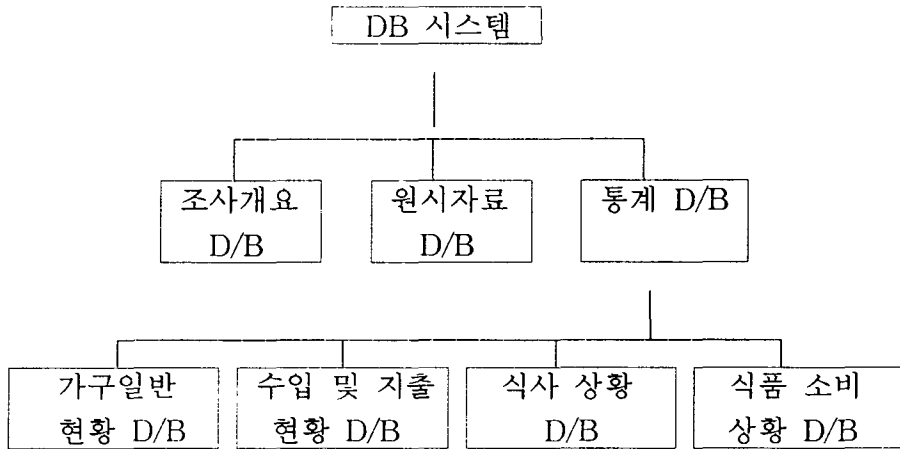 DB 시스템
조사개요
D/B
원시자료
D/B
통계 D/B
가구일반
현황 D/B
수입 및 지출
현황 D/B
식사 상황
D/B
식품 소비
상황 D/B